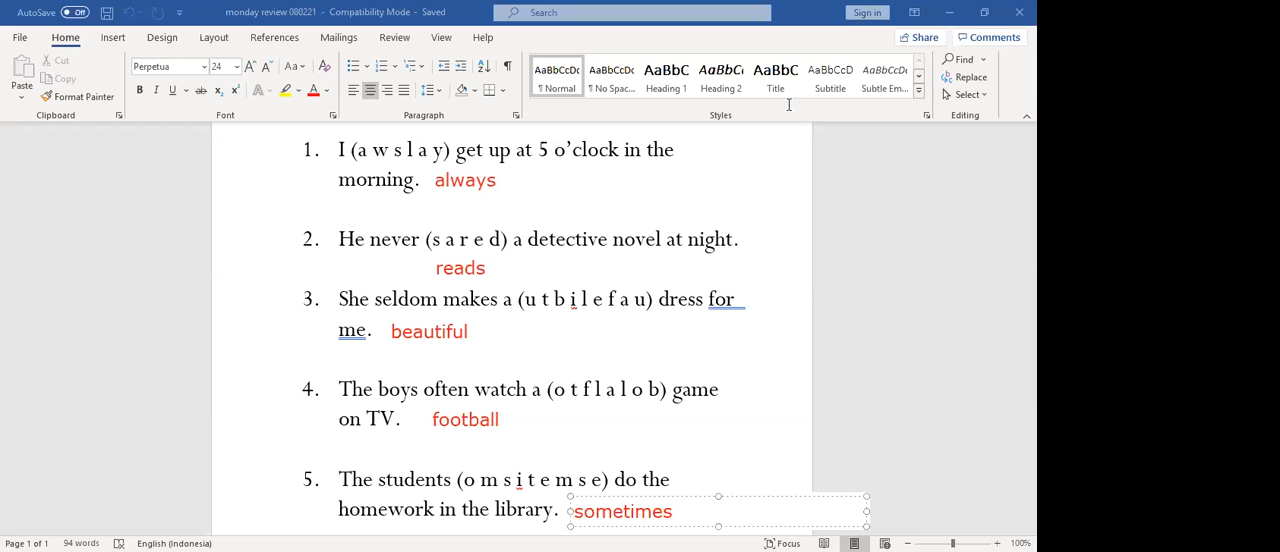 AutoSave Off monday review 080221 - Compatibility Mode - Saved Search Sign in
File Home Insert Design Layout References Mailings Review View Help Share Comments
Paste Cut Copy Format Painter
Clipboard
Perpetua 24
Font
Paragraph
AaBbCcDc AaBbCcDc AaBbC AaBbCc AaBbC AaBbCcD AaBbCcDc
¶ Normal ¶ No Spac... Heading 1 Heading 2 Title Subtitle Subtle Em...
Styles
Find
Replace
Select
Editing
1. I (a w s l a y) get up at 5 o’clock in the
morning. always
2. He never (s a r e d) a detective novel at night.
reads
3. She seldom makes a (u t b i l e f a u) dress for
me. beautiful
4. The boys often watch a (o t f l a l o b) game
on TV. football
5. The students (o m s i t e m s e) do the
homework in the library. sometimes
Page 1 of 1 94 words English (Indonesia) Focus 100%